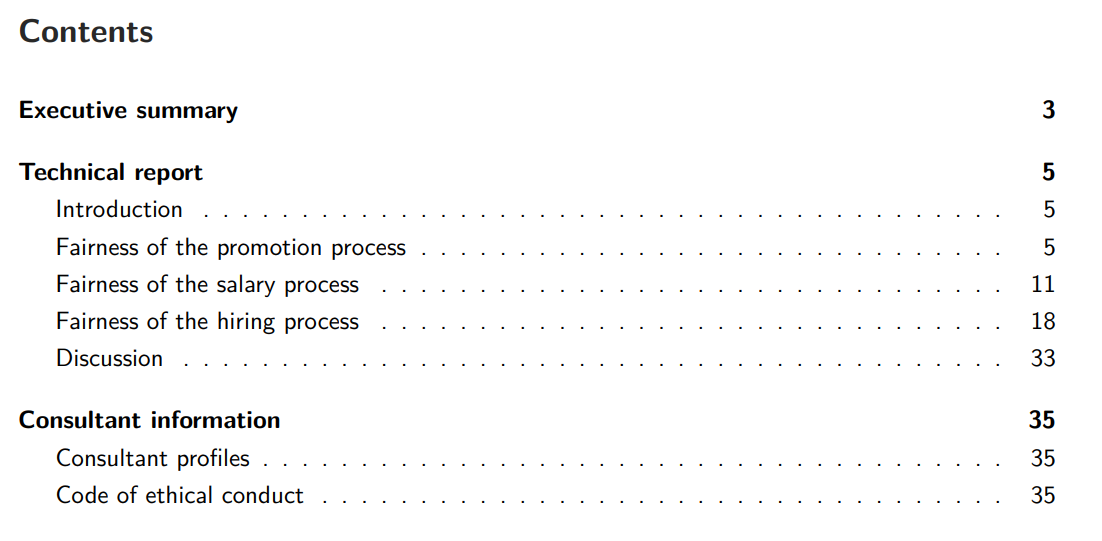 Contents
Executive summary 3
Technical report 5
Introduction . . . . . . . . . . . . . . . . . . . . . . . . . . . . . . . . . . . . . . . . . 5
Fairness of the promotion process . . . . . . . . . . . . . . . . . . . . . . . . . . . . . . 5
Fairness of the salary process . . . . . . . . . . . . . . . . . . . . . . . . . . . . . . . . 11
Fairness of the hiring process . . . . . . . . . . . . . . . . . . . . . . . . . . . . . . . . 18
Discussion . . . . . . . . . . . . . . . . . . . . . . . . . . . . . . . . . . . . . . . . . . 33
Consultant information 35
Consultant profiles . . . . . . . . . . . . . . . . . . . . . . . . . . . . . . . . . . . . . . 35
Code of ethical conduct . . . . . . . . . . . . . . . . . . . . . . . . . . . . . . . . . . . 35